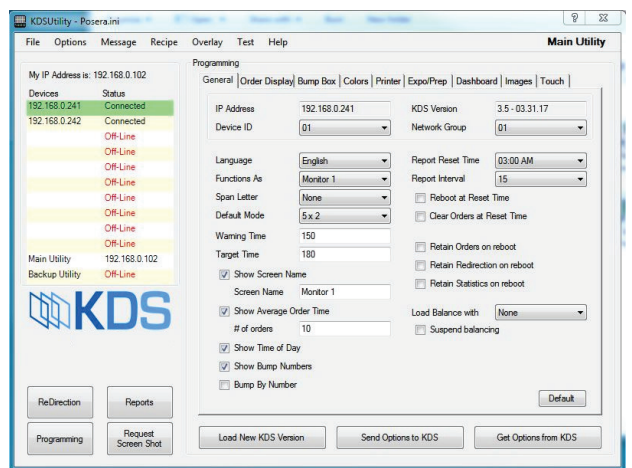 KDSUtility - Posera.ini
File Options Message Recipe Overlay Test Help Main Utility
My IP Address is: 192.168.0.102
Devices Status
192.168.0.241 Connected
192.168.0.242 Connected
Off-Line
Off-Line
Off-Line
Off-Line
Off-Line
Off-Line
Off-Line
Off-Line
Main Utility 192.168.0.102
Backup Utility Off-Line
KDS
ReDirection Reports
Programming Request Screen Shot
Programming
General Order Display Bump Box Colors Printer Expo/Prep Dashboard Images Touch
IP Address 192.168.0.241 KDS Version 3.5 - 03.31.17
Device ID 01 Network Group 01
Language English Report Reset Time 03:00 AM
Functions As Monitor 1 Report Interval 15
Span Letter None Reboot at Reset Time
Default Mode 5 x 2 Clear Orders at Reset Time
Warning Time 150
Target Time 180 Retain Orders on reboot
Retain Redirection on reboot
Show Screen Name Retain Statistics on reboot
Screen Name Monitor 1
Show Average Order Time Load Balance with None
# of orders 10 Suspend balancing
Show Time of Day
Show Bump Numbers
Bump By Number
Default
Load New KDS Version Send Options to KDS Get Options from KDS